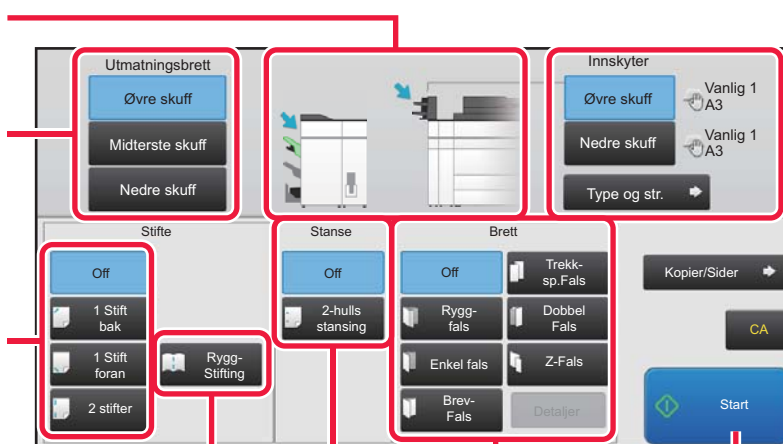 Utmatningsbrett
Øvre skuff
Midterste skuff
Nedre skuff
Innskyter
Øvre skuff
Vanlig 1
A3
Nedre skuff
Vanlig 1
A3
Type og str.
Stifte
Off
1 Stift
bak
1 Stift
foran
2 stifter
Rygg-
Stifting
Stanse
Off
2-hulls
stansing
Brett
Off
Trekk-
sp.Fals
Rygg-
fals
Dobbel
Fals
Enkel fals
Z-Fals
Brev-
Fals
Detaljer
Kopier/Sider
CA
Start